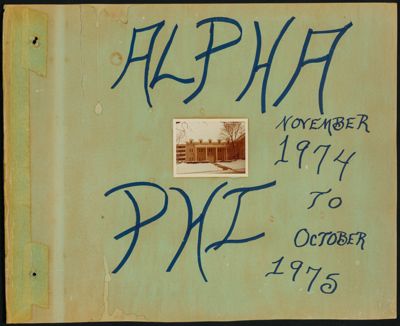 ALPHA
PHI
NOVEMBER
1974
TO
OCTOBER
1975